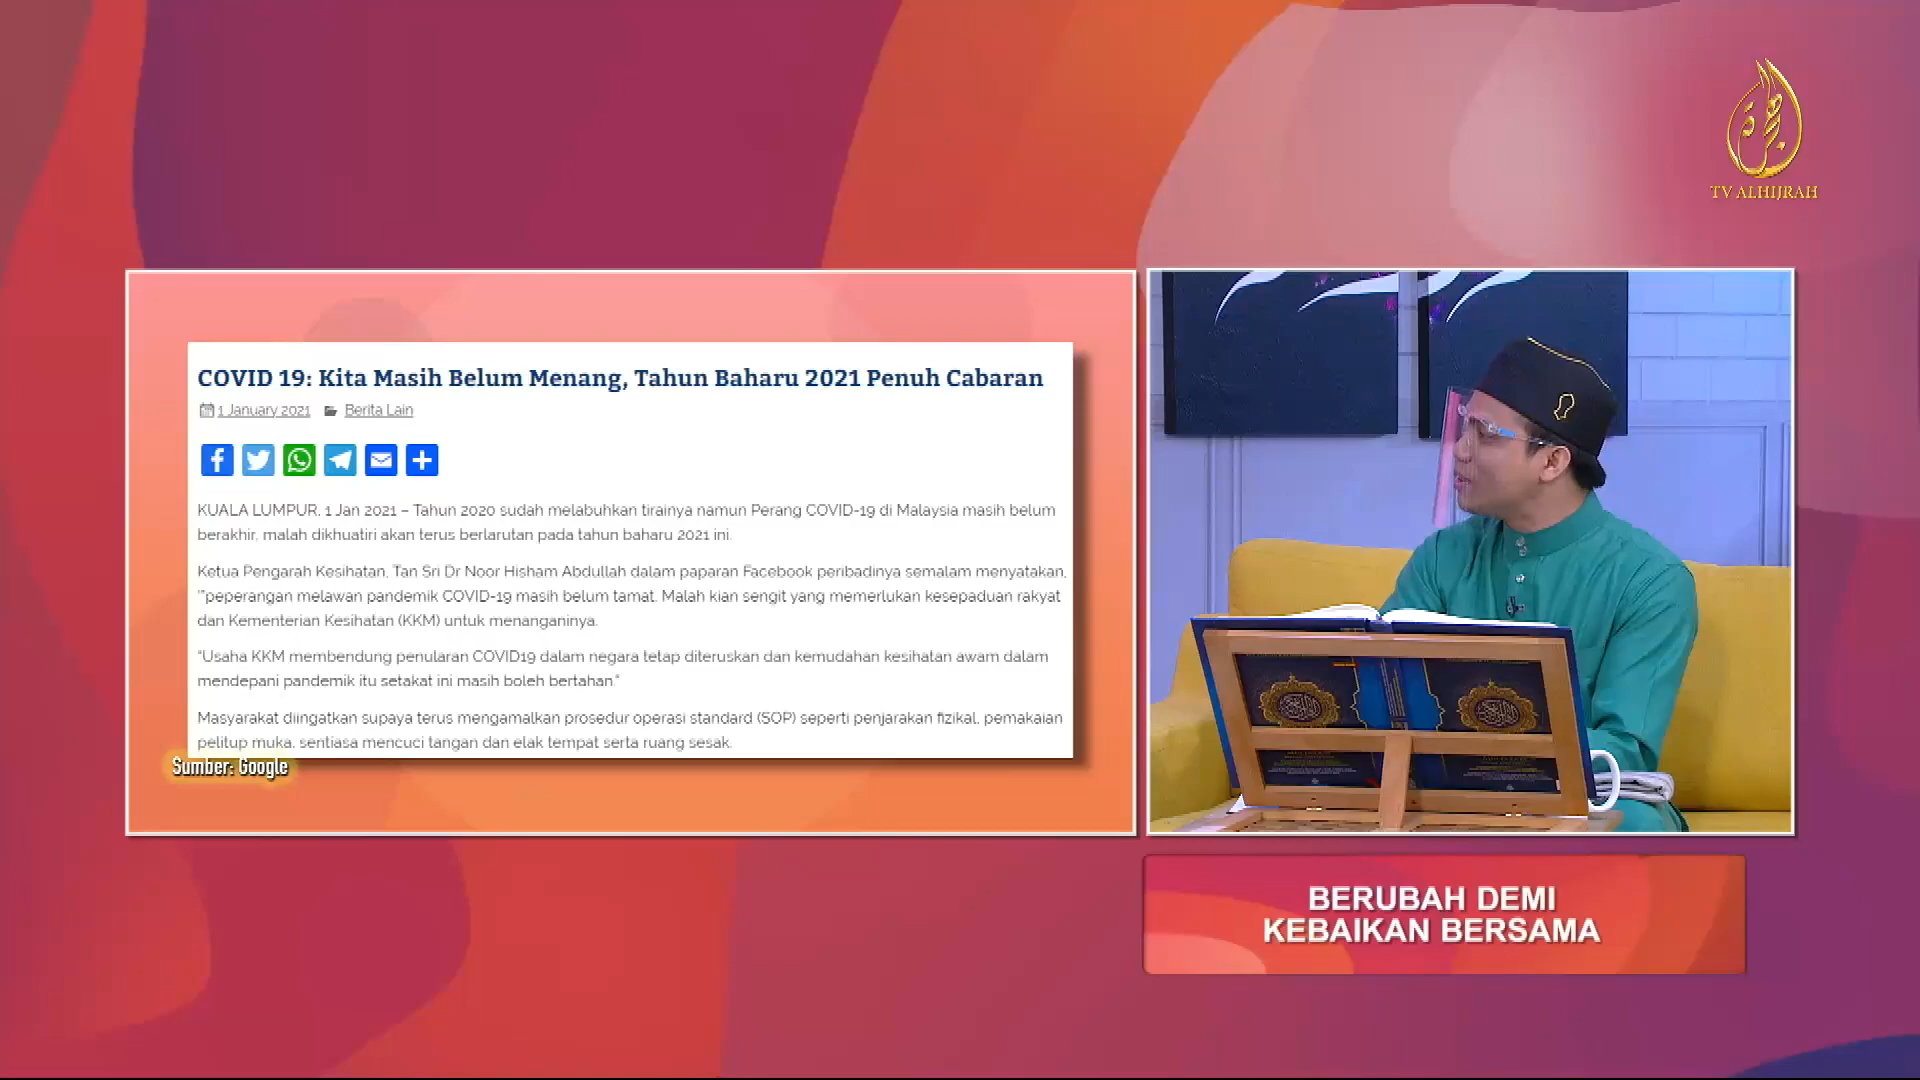 TV ALHIJRAH
COVID 19: Kita Masih Belum Menang, Tahun Baharu 2021 Penuh Cabaran
1 January 2021 Berita Lain
KUALA LUMPUR, 1 Jan 2021 – Tahun 2020 sudah melabuhkan tirainya namun Perang COVID-19 di Malaysia masih belum
berakhir, malah dikhuatiri akan terus berlarutan pada tahun baharu 2021 ini.
Ketua Pengarah Kesihatan, Tan Sri Dr Noor Hisham Abdullah dalam paparan Facebook peribadinya semalam menyatakan,
'"peperangan melawan pandemik COVID-19 masih belum tamat. Malah kian sengit yang memerlukan kesepaduan rakyat
dan Kementerian Kesihatan (KKM) untuk menanganinya.
"Usaha KKM membendung penularan COVID19 dalam negara tetap diteruskan dan kemudahan kesihatan awam dalam
mendepani pandemik itu setakat ini masih boleh bertahan."
Masyarakat diingatkan supaya terus mengamalkan prosedur operasi standard (SOP) seperti penjarakan fizikal, pemakaian
pelitup muka, sentiasa mencuci tangan dan elak tempat serta ruang sesak.
Sumber: Google
BERUBAH DEMI
KEBAIKAN BERSAMA